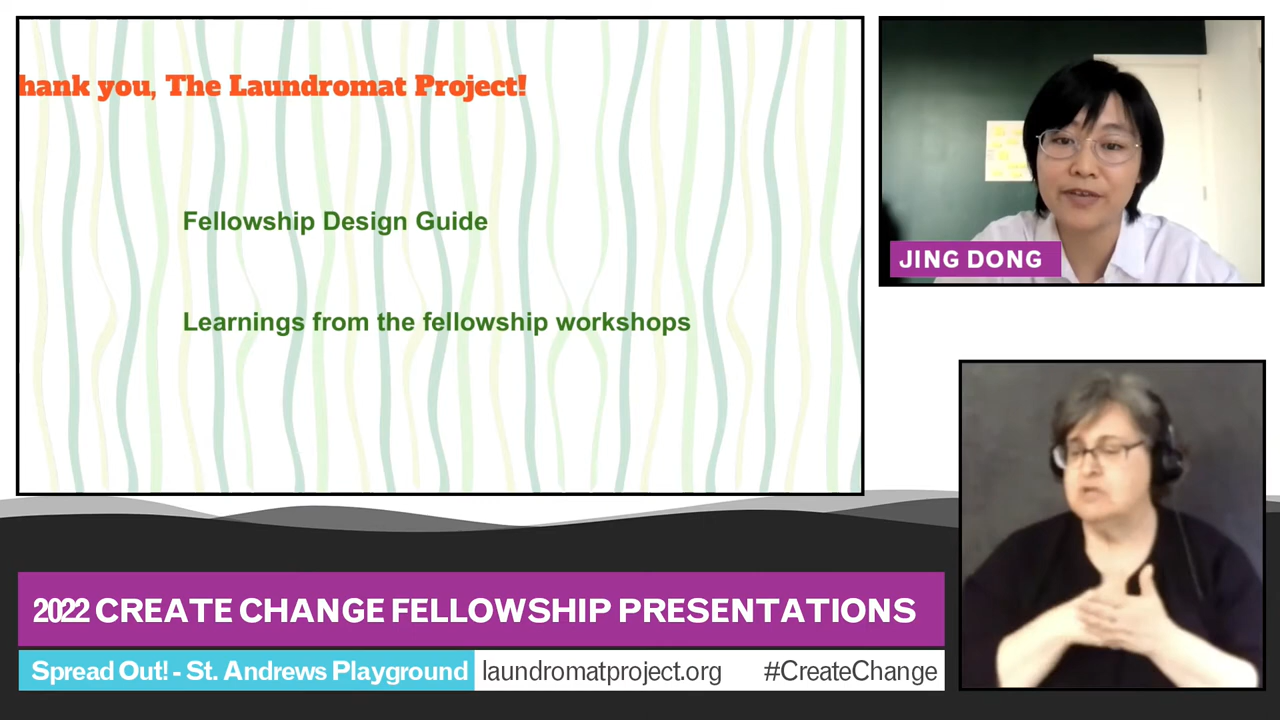 hank you, The Laundromat Project!
Fellowship Design Guide
Learnings from the fellowship workshops
JING DONG
2022 CREATE CHANGE FELLOWSHIP PRESENTATIONS
Spread Out! - St. Andrews Playground laundromatproject.org #CreateChange